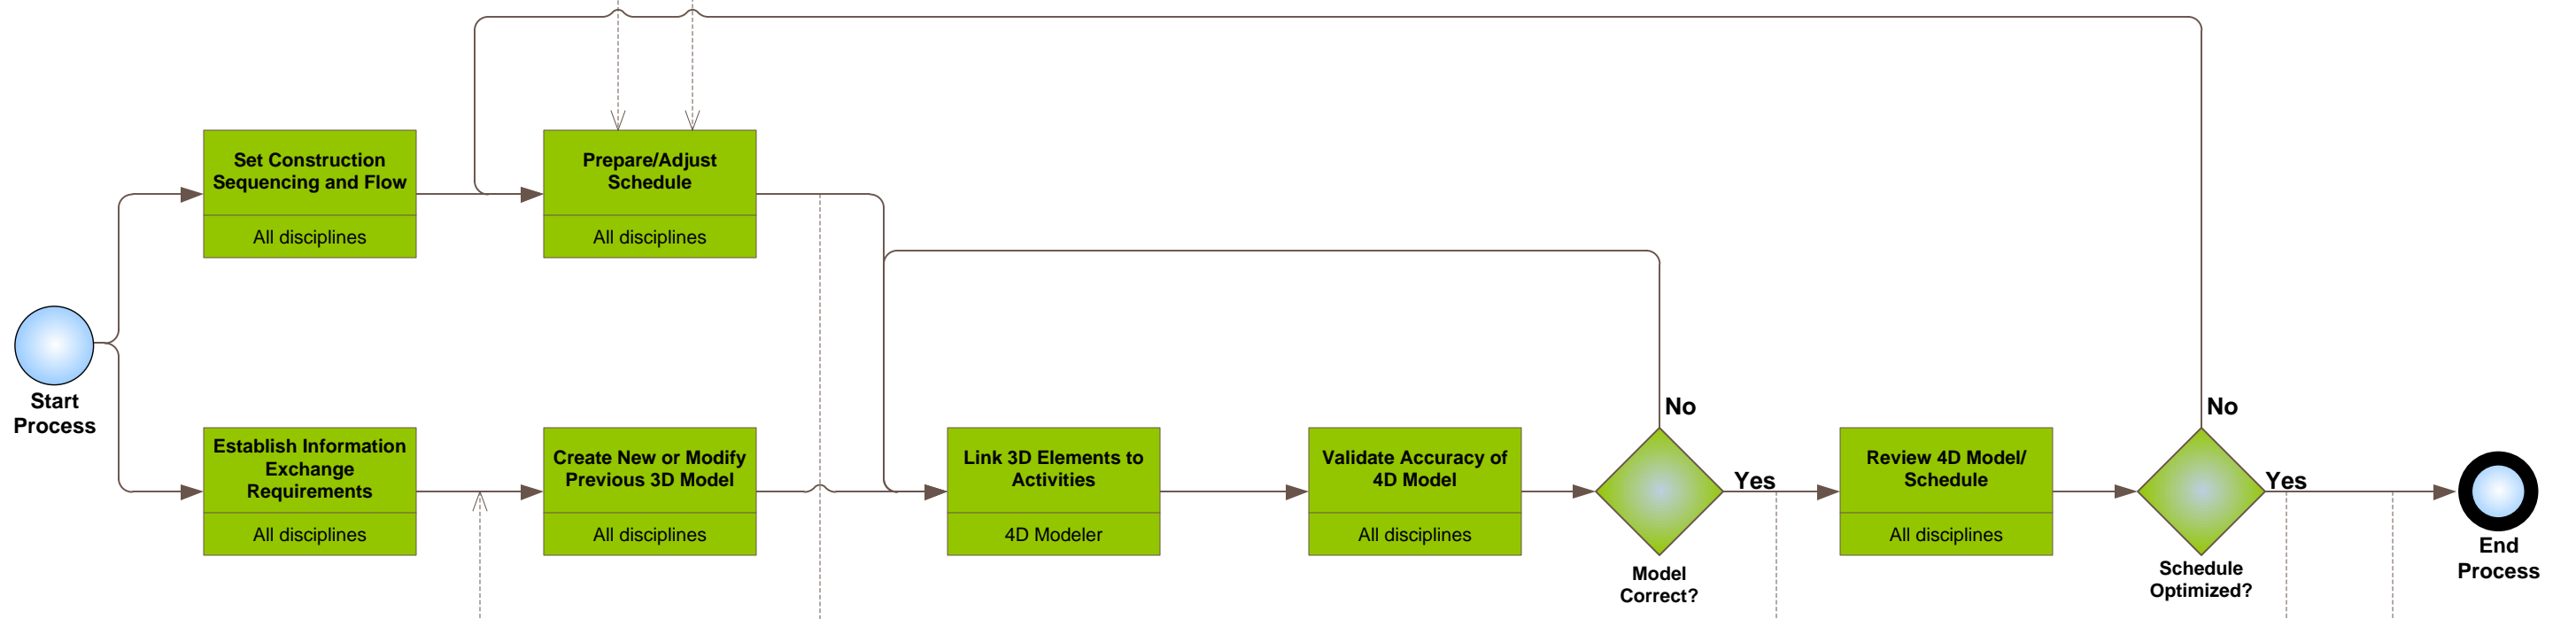 Set Construction
Sequencing and Flow
All disciplines
Prepare/Adjust
Schedule
All disciplines
Start
Process
Establish Information
Exchange
Requirements
All disciplines
Create New or Modify
Previous 3D Model
All disciplines
Link 3D Elements to
Activities
4D Modeler
Validate Accuracy of
4D Model
All disciplines
No
Yes
Model
Correct?
Review 4D Model/
Schedule
All disciplines
No
Yes
Schedule
Optimized?
End
Process